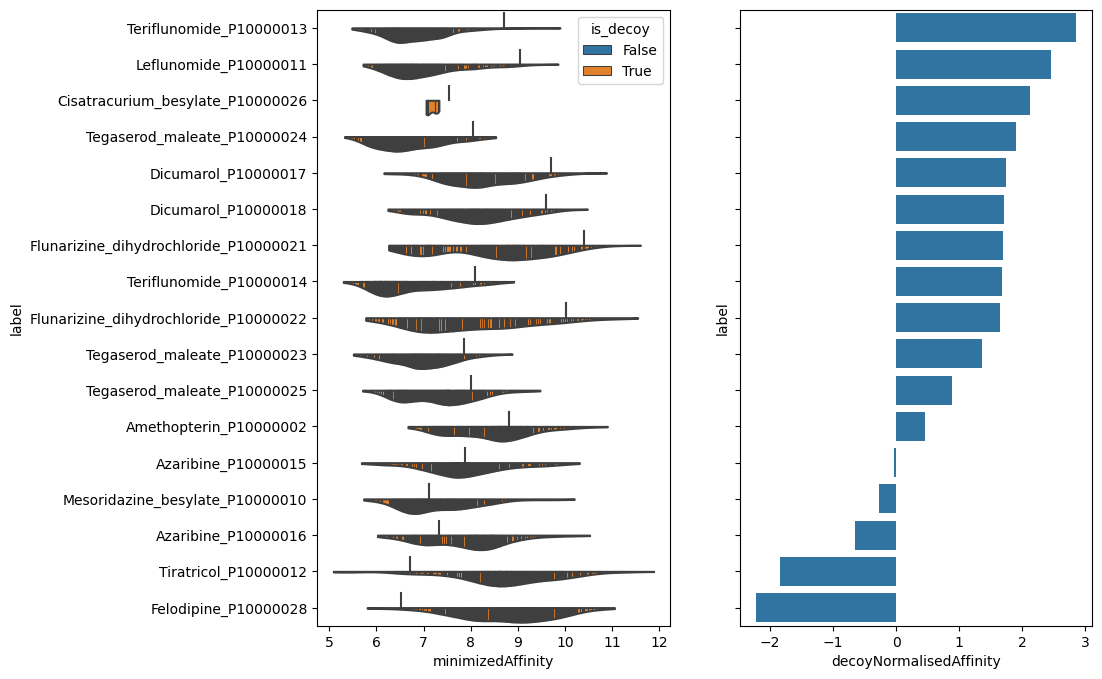 Teriflunomide_P10000013
Leflunomide_P10000011
Cisatracurium_besylate_P10000026
Tegaserod_maleate_P10000024
Dicumarol_P10000017
Dicumarol_P10000018
Flunarizine_dihydrochloride_P10000021
Teriflunomide_P10000014
Flunarizine_dihydrochloride_P10000022
Tegaserod_maleate_P10000023
Tegaserod_maleate_P10000025
Amethopterin_P10000002
Azaribine_P10000015
Mesoridazine_besylate_P10000010
Azaribine_P10000016
Tiratricol_P10000012
Felodipine_P10000028
label
is_decoy
False
True
5 6 7 8 9 10 11 12
minimizedAffinity
label
−2 −1 0 1 2 3
decoyNormalisedAffinity